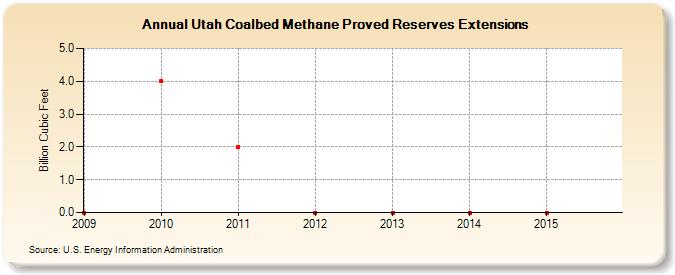 Annual Utah Coalbed Methane Proved Reserves Extensions
Billion Cubic Feet
5.0
4.0
3.0
2.0
1.0
0.0
2009 2010 2011 2012 2013 2014 2015
Source: U.S. Energy Information Administration